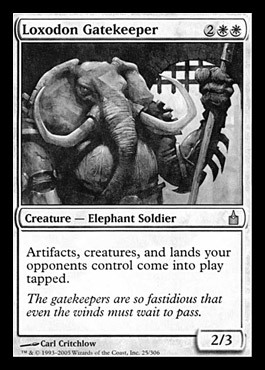 Loxodon Gatekeeper 2
Creature — Elephant Soldier
Artifacts, creatures, and lands your
opponents control come into play
tapped.
The gatekeepers are so fastidious that
even the winds must wait to pass.
Carl Critchlow
™ & © 1993–2005 Wizards of the Coast, Inc. 25/306
2/3